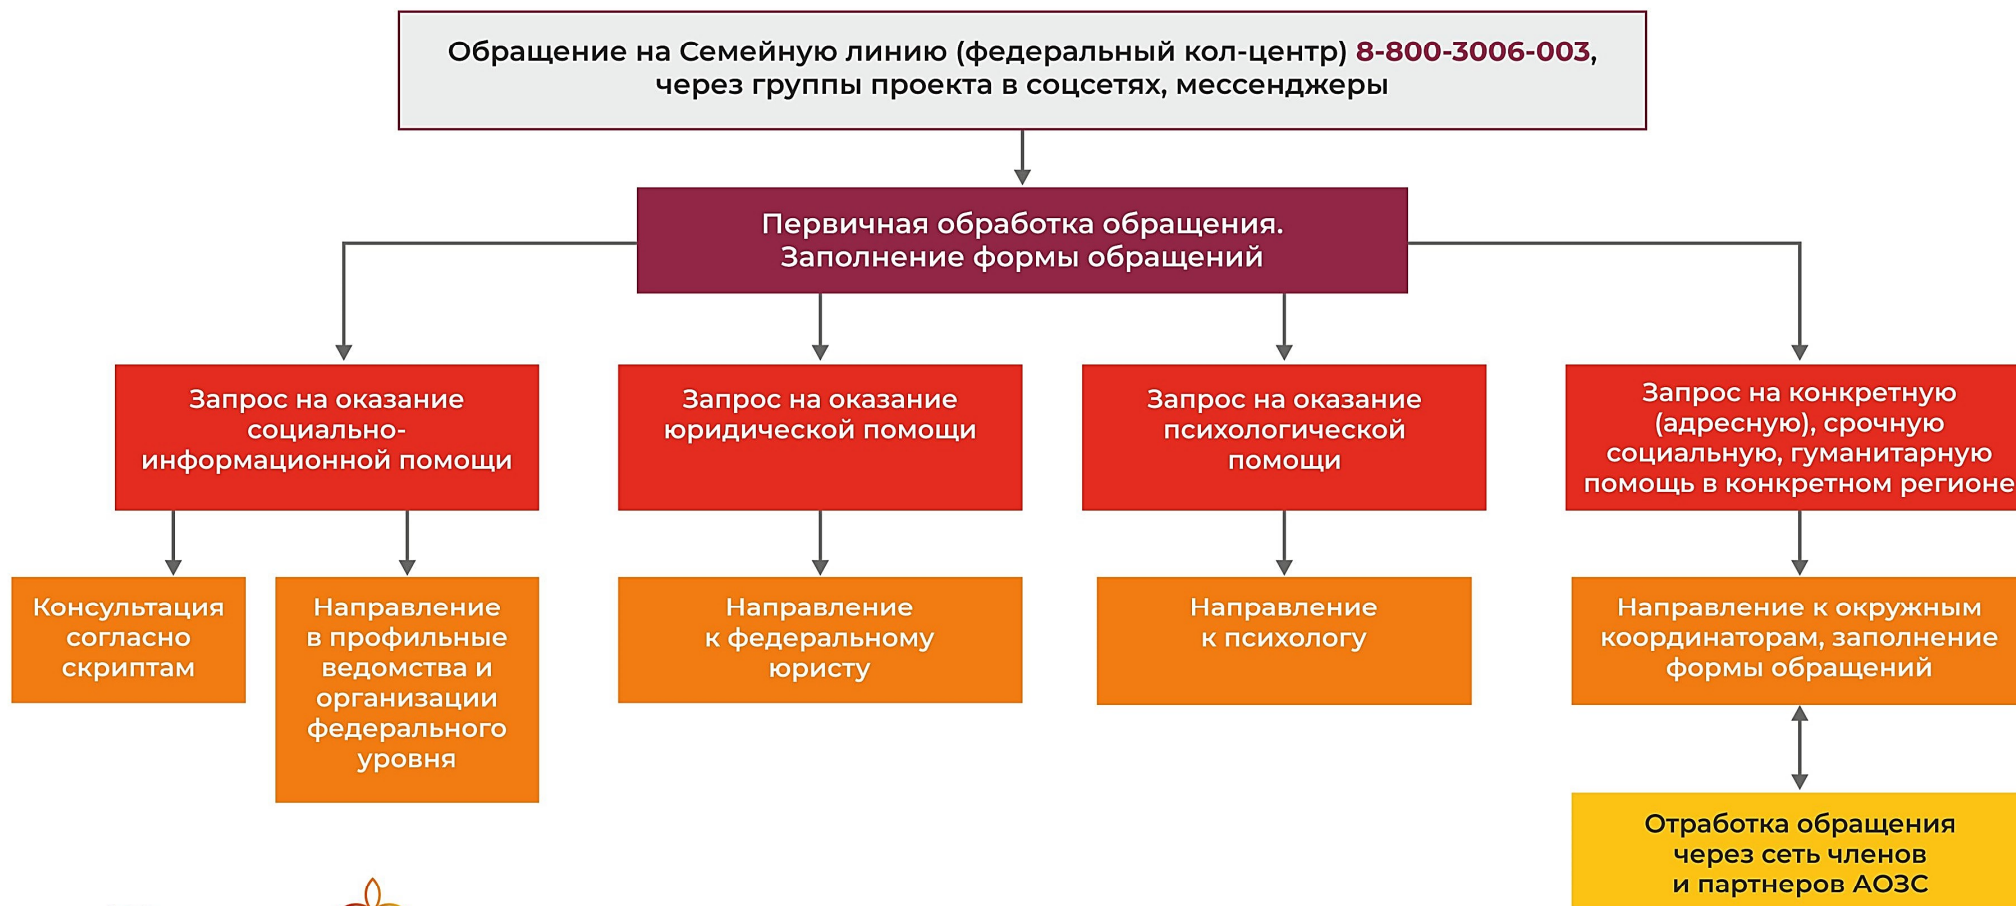 Обращение на Семейную линию (федеральный кол-центр) 8-800-3006-003,
через группы проекта в соцсетях, мессенджеры
Первичная обработка обращения.
Заполнение формы обращений
Запрос на оказание
социально-
информационной помощи
Запрос на оказание
юридической помощи
Запрос на оказание
психологической
помощи
Запрос на конкретную
(адресную), срочную
социальную, гуманитарную
помощь в конкретном регионе
Консультация
согласно
скриптам
Направление
в профильные
ведомства и
организации
федерального
уровня
Направление
к федеральному
юристу
Направление
к психологу
Направление к окружным
координаторам, заполнение
формы обращений
Отработка обращения
через сеть членов
и партнеров АОЗС